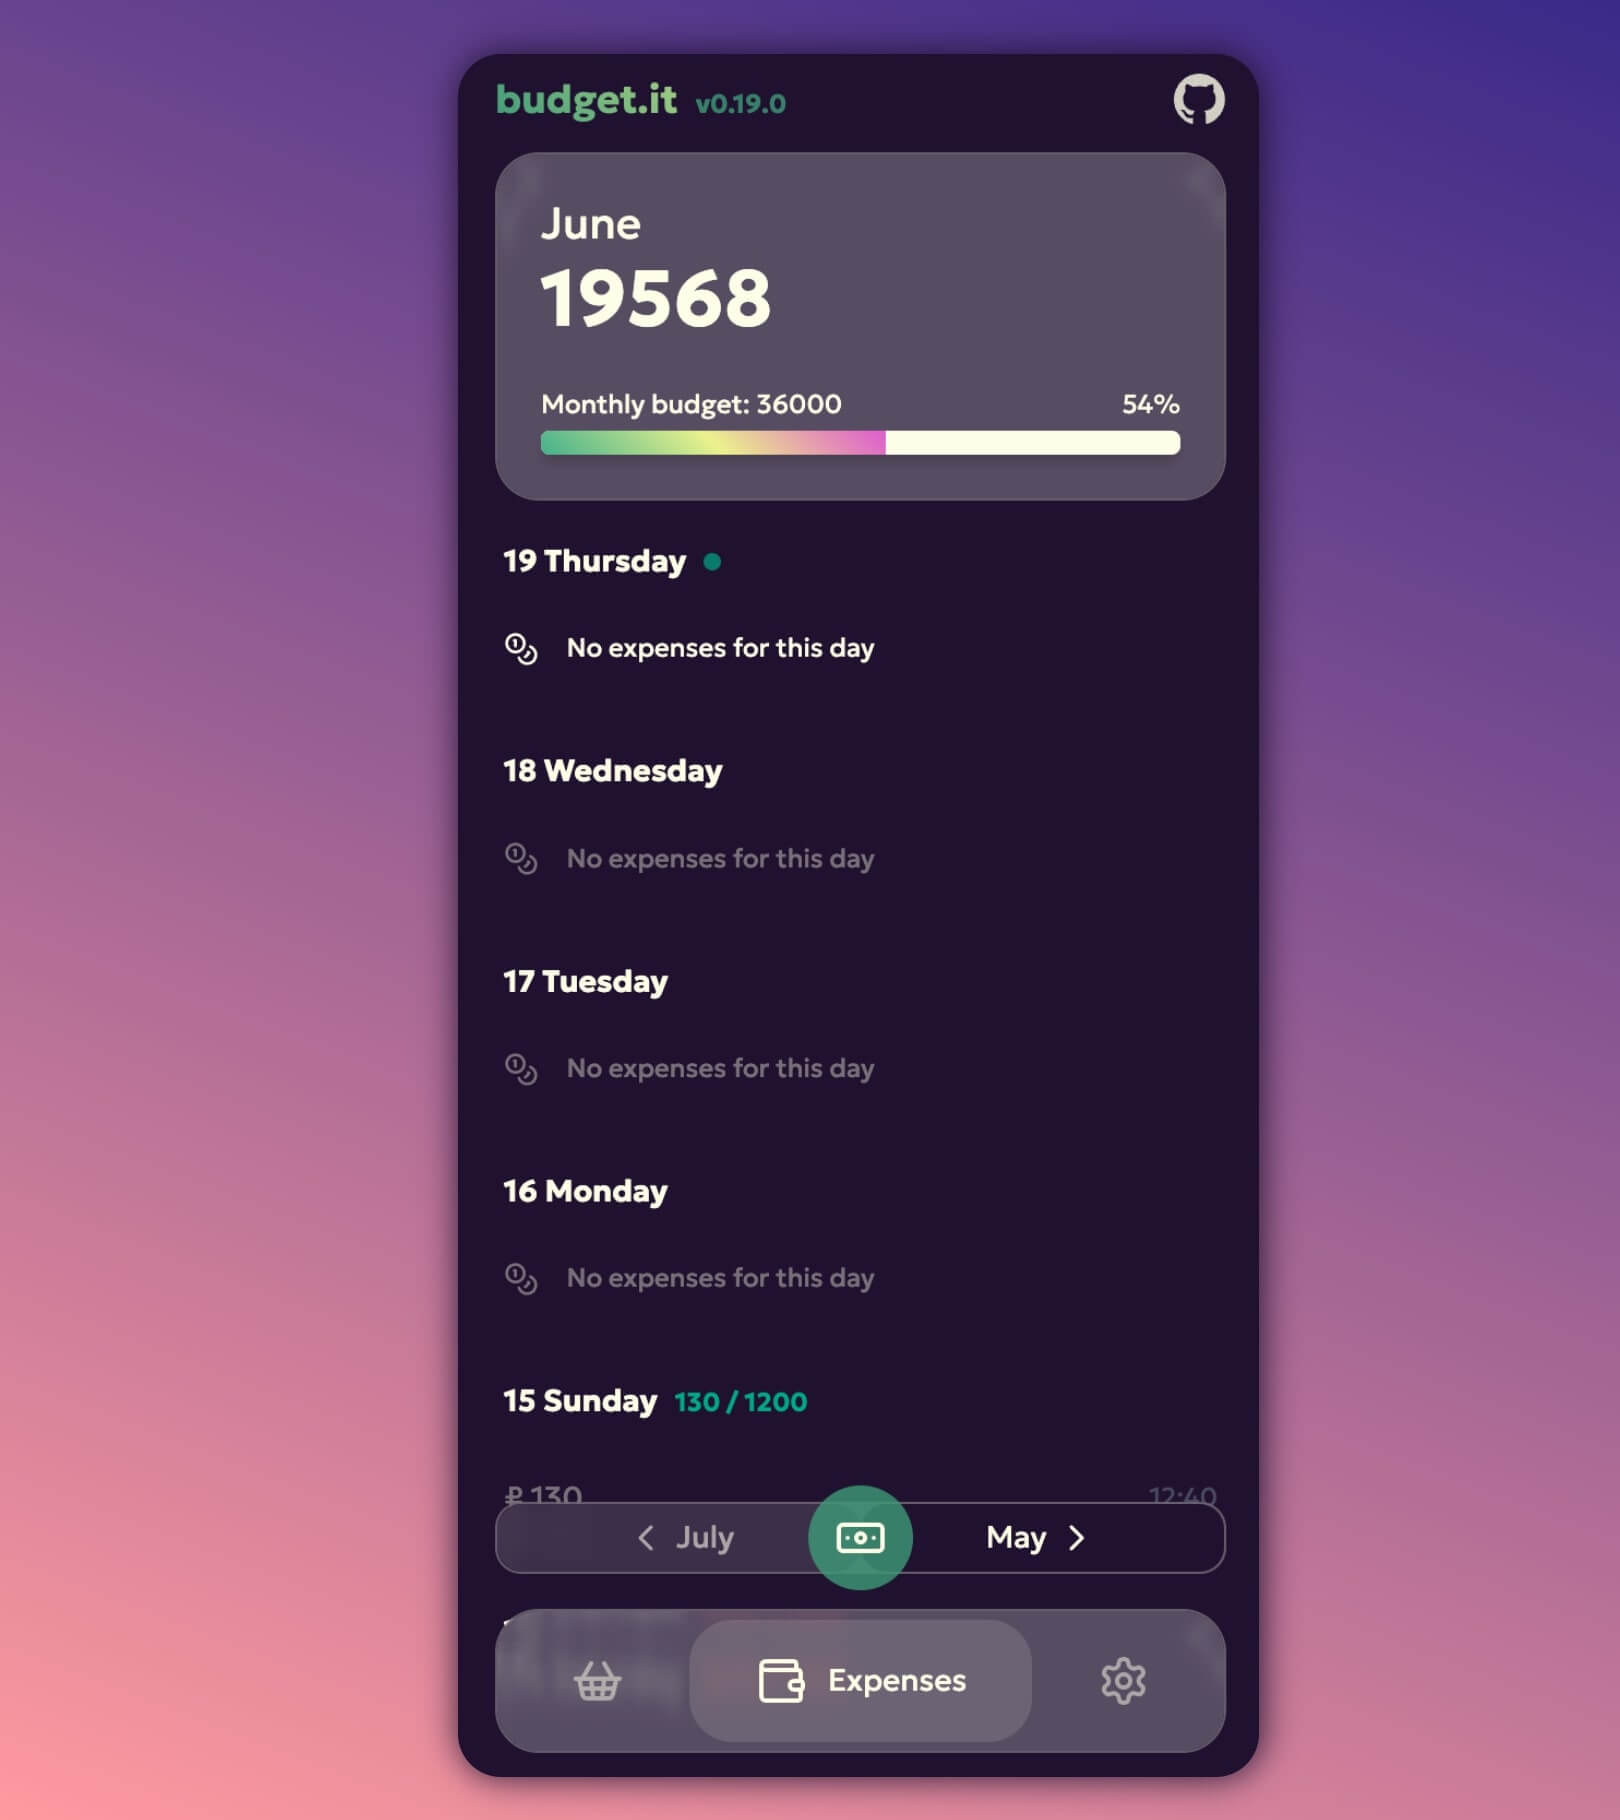 budget.it v0.19.0
June
19568
Monthly budget: 36000 54%
19 Thursday
No expenses for this day
18 Wednesday
No expenses for this day
17 Tuesday
No expenses for this day
16 Monday
No expenses for this day
15 Sunday 130 / 1200
₽ 130 12:40
July May
Expenses